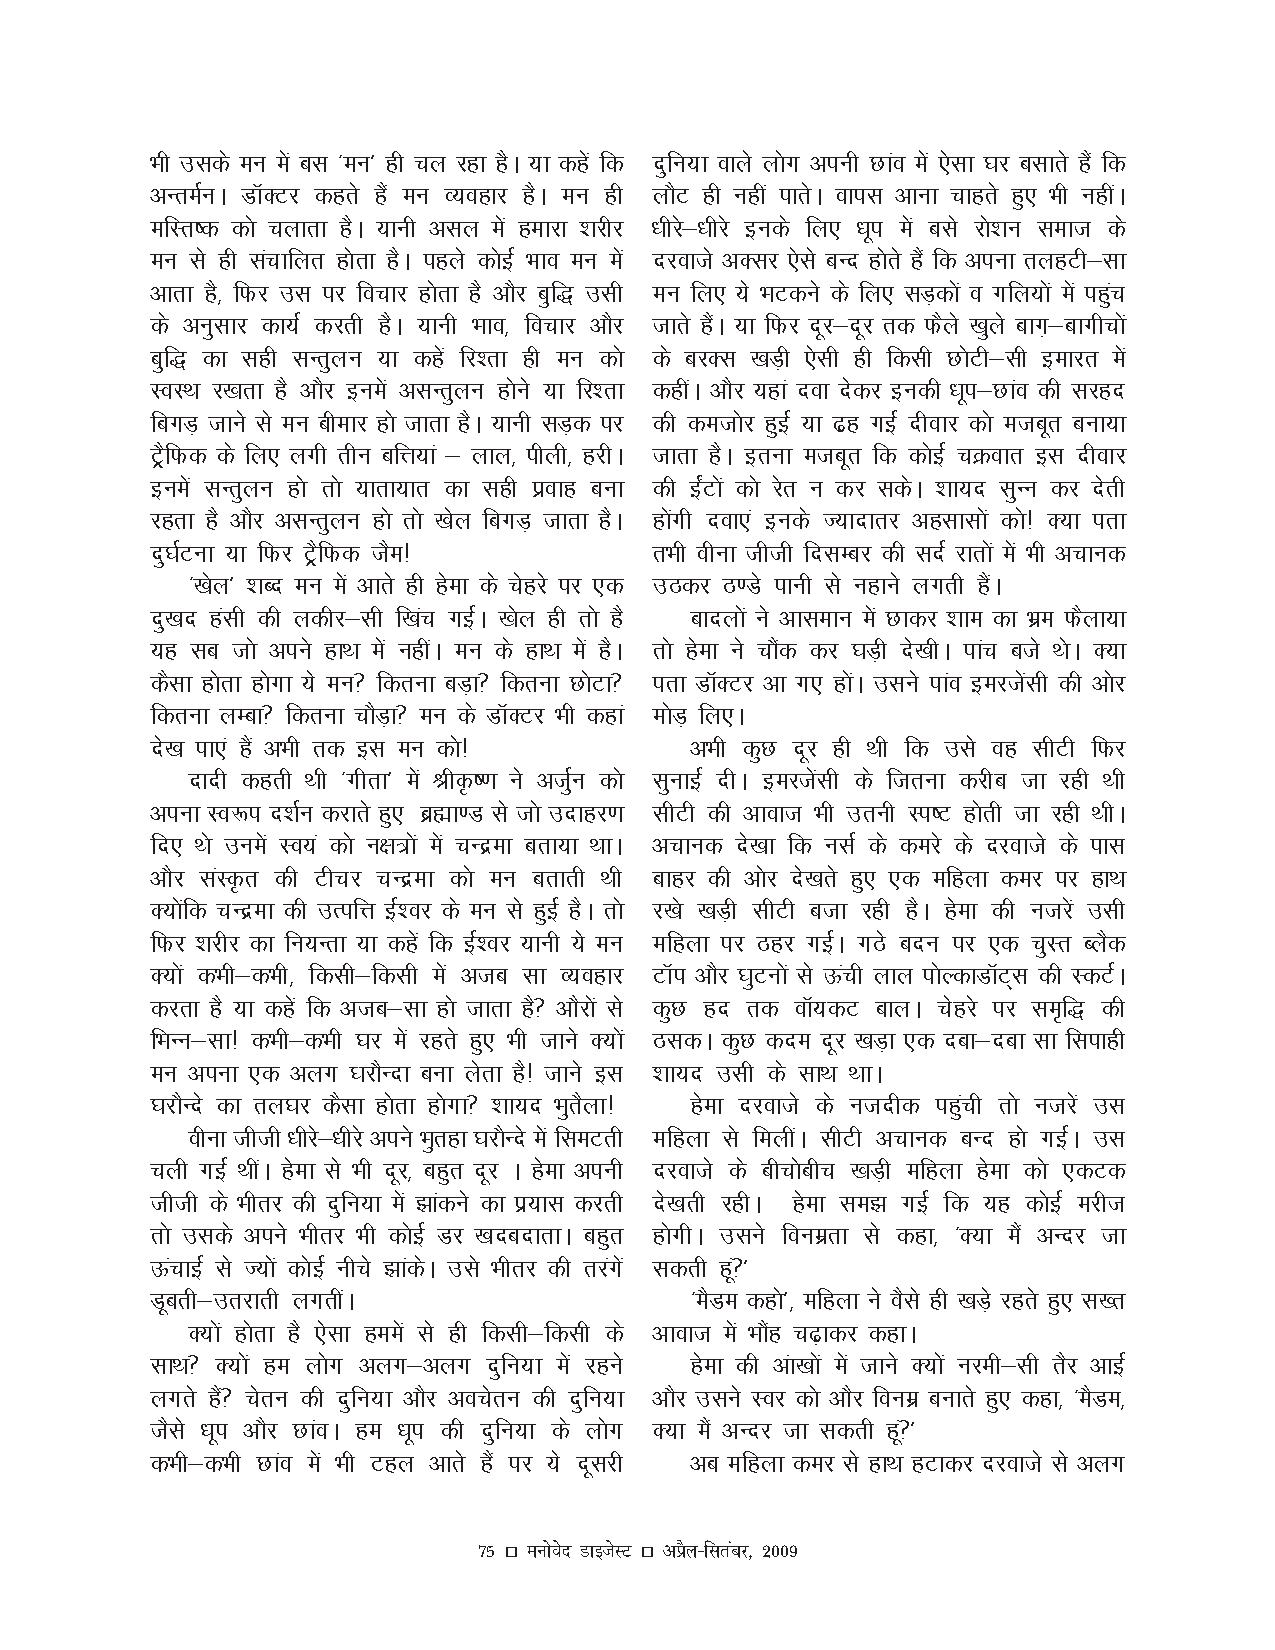 भी उसके मन में बस 'मन' ही चल रहा है। या कहें कि
अन्तर्मन। डॉक्टर कहते हैं मन व्यवहार है। मन ही
मस्तिष्क को चलाता है। यानी असल में हमारा शरीर
मन से ही संचालित होता है। पहले कोई भाव मन में
आता है, फिर उस पर विचार होता है और बुद्धि उसी
के अनुसार कार्य करती है। यानी भाव, विचार और
बुद्धि का सही सन्तुलन या कहें रिश्ता ही मन को
स्वस्थ रखता है और इनमें असन्तुलन होने या रिश्ता
बिगड़ जाने से मन बीमार हो जाता है। यानी सड़क पर
ट्रैफिक के लिए लगी तीन बत्तियां – लाल, पीली, हरी।
इनमें सन्तुलन हो तो यातायात का सही प्रवाह बना
रहता है और असन्तुलन हो तो खेल बिगड़ जाता है।
दुर्घटना या फिर ट्रैफिक जैम!
'खेल' शब्द मन में आते ही हेमा के चेहरे पर एक
दुखद हंसी की लकीर–सी खिंच गई। खेल ही तो है
यह सब जो अपने हाथ में नहीं। मन के हाथ में है।
कैसा होता होगा ये मन? कितना बड़ा? कितना छोटा?
कितना लम्बा? कितना चौड़ा? मन के डॉक्टर भी कहां
देख पाएं हैं अभी तक इस मन को!
दादी कहती थी 'गीता' में श्रीकृष्ण ने अर्जुन को
अपना स्वरूप दर्शन कराते हुए ब्रह्माण्ड से जो उदाहरण
दिए थे उनमें स्वयं को नक्षत्रों में चन्द्रमा बताया था।
और संस्कृत की टीचर चन्द्रमा को मन बताती थी
क्योंकि चन्द्रमा की उत्पत्ति ईश्वर के मन से हुई है। तो
फिर शरीर का नियन्ता या कहें कि ईश्वर यानी ये मन
क्यों कभी–कभी, किसी–किसी में अजब सा व्यवहार
करता है या कहें कि अजब–सा हो जाता है? औरों से
भिन्न–सा! कभी–कभी घर में रहते हुए भी जाने क्यों
मन अपना एक अलग घरौन्दा बना लेता है! जाने इस
घरौन्दे का तलघर कैसा होता होगा? शायद भुतैला!
वीना जीजी धीरे–धीरे अपने भुतहा घरौन्दे में सिमटती
चली गई थीं। हेमा से भी दूर, बहुत दूर । हेमा अपनी
जीजी के भीतर की दुनिया में झांकने का प्रयास करती
तो उसके अपने भीतर भी कोई डर खदबदाता। बहुत
ऊंचाई से ज्यों कोई नीचे झांके। उसे भीतर की तरंगें
डूबती–उतराती लगतीं।
क्यों होता है ऐसा हममें से ही किसी–किसी के
साथ? क्यों हम लोग अलग–अलग दुनिया में रहने
लगते हैं? चेतन की दुनिया और अवचेतन की दुनिया
जैसे धूप और छांव। हम धूप की दुनिया के लोग
कभी–कभी छांव में भी टहल आते हैं पर ये दूसरी
दुनिया वाले लोग अपनी छांव में ऐसा घर बसाते हैं कि
लौट ही नहीं पाते। वापस आना चाहते हुए भी नहीं।
धीरे–धीरे इनके लिए धूप में बसे रोशन समाज के
दरवाजे अक्सर ऐसे बन्द होते हैं कि अपना तलहटी–सा
मन लिए ये भटकने के लिए सड़कों व गलियों में पहुंच
जाते हैं। या फिर दूर–दूर तक फैले खुले बाग़–बागीचों
के बरक्स खड़ी ऐसी ही किसी छोटी–सी इमारत में
कहीं। और यहां दवा देकर इनकी धूप–छांव की सरहद
की कमजोर हुई या ढह गई दीवार को मजबूत बनाया
जाता है। इतना मजबूत कि कोई चक्रवात इस दीवार
की ईंटों को रेत न कर सके। शायद सुन्न कर देती
होंगी दवाएं इनके ज्यादातर अहसासों को! क्या पता
तभी वीना जीजी दिसम्बर की सर्द रातों में भी अचानक
उठकर ठण्डे पानी से नहाने लगती हैं।
बादलों ने आसमान में छाकर शाम का भ्रम फैलाया
तो हेमा ने चौंक कर घड़ी देखी। पांच बजे थे। क्या
पता डॉक्टर आ गए हों। उसने पांव इमरजेंसी की ओर
मोड़ लिए।
अभी कुछ दूर ही थी कि उसे वह सीटी फिर
सुनाई दी। इमरजेंसी के जितना करीब जा रही थी
सीटी की आवाज भी उतनी स्पष्ट होती जा रही थी।
अचानक देखा कि नर्स के कमरे के दरवाजे के पास
बाहर की ओर देखते हुए एक महिला कमर पर हाथ
रखे खड़ी सीटी बजा रही है। हेमा की नजरें उसी
महिला पर ठहर गई। गठे बदन पर एक चुस्त ब्लैक
टॉप और घुटनों से ऊंची लाल पोल्काडॉट्स की स्कर्ट।
कुछ हद तक वॉयकट बाल। चेहरे पर समृद्धि की
ठसक। कुछ कदम दूर खड़ा एक दबा–दबा सा सिपाही
शायद उसी के साथ था।
हेमा दरवाजे के नजदीक पहुंची तो नजरें उस
महिला से मिलीं। सीटी अचानक बन्द हो गई। उस
दरवाजे के बीचोबीच खड़ी महिला हेमा को एकटक
देखती रही। हेमा समझ गई कि यह कोई मरीज
होगी। उसने विनम्रता से कहा, 'क्या मैं अन्दर जा
सकती हूं?'
'मैडम कहो', महिला ने वैसे ही खड़े रहते हुए सख्त
आवाज में भौंह चढ़ाकर कहा।
हेमा की आंखों में जाने क्यों नरमी–सी तैर आई
और उसने स्वर को और विनम्र बनाते हुए कहा, 'मैडम,
क्या मैं अन्दर जा सकती हूं?'
अब महिला कमर से हाथ हटाकर दरवाजे से अलग
75 □ मनोवेद डाइजेस्ट □ अप्रैल-सितंबर, 2009